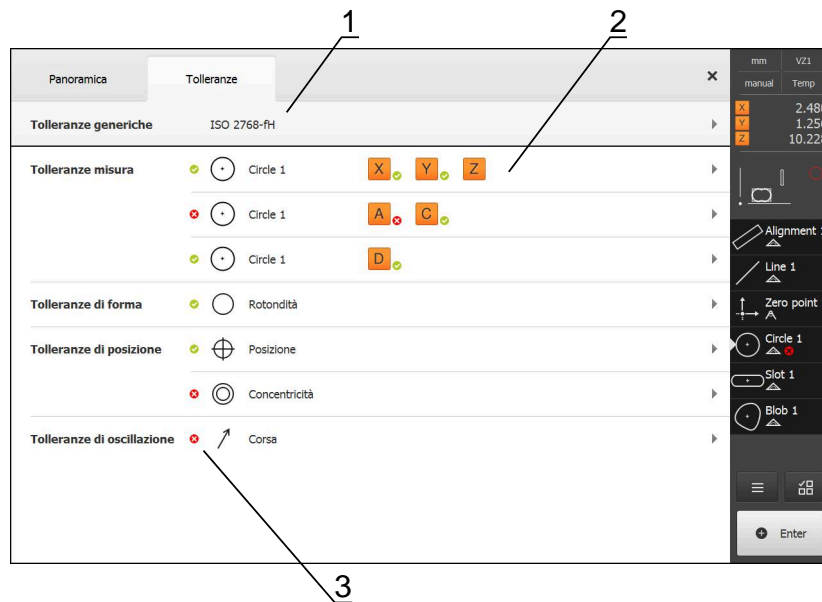 1
2
Panoramica
Tolleranze
×
mm
VZ1
manual
Temp
Tolleranze generiche
ISO 2768-fH
X
2.48
Y
1.25
Z
10.228
Tolleranze misura
Circle 1
X
Y
Z
Circle 1
A
C
Circle 1
D
Tolleranze di forma
Rotondità
Tolleranze di posizione
Posizione
Concentricità
Tolleranze di oscillazione
Corsa
Alignment
Line 1
Zero point
Circle 1
Slot 1
Blob 1
Enter
3